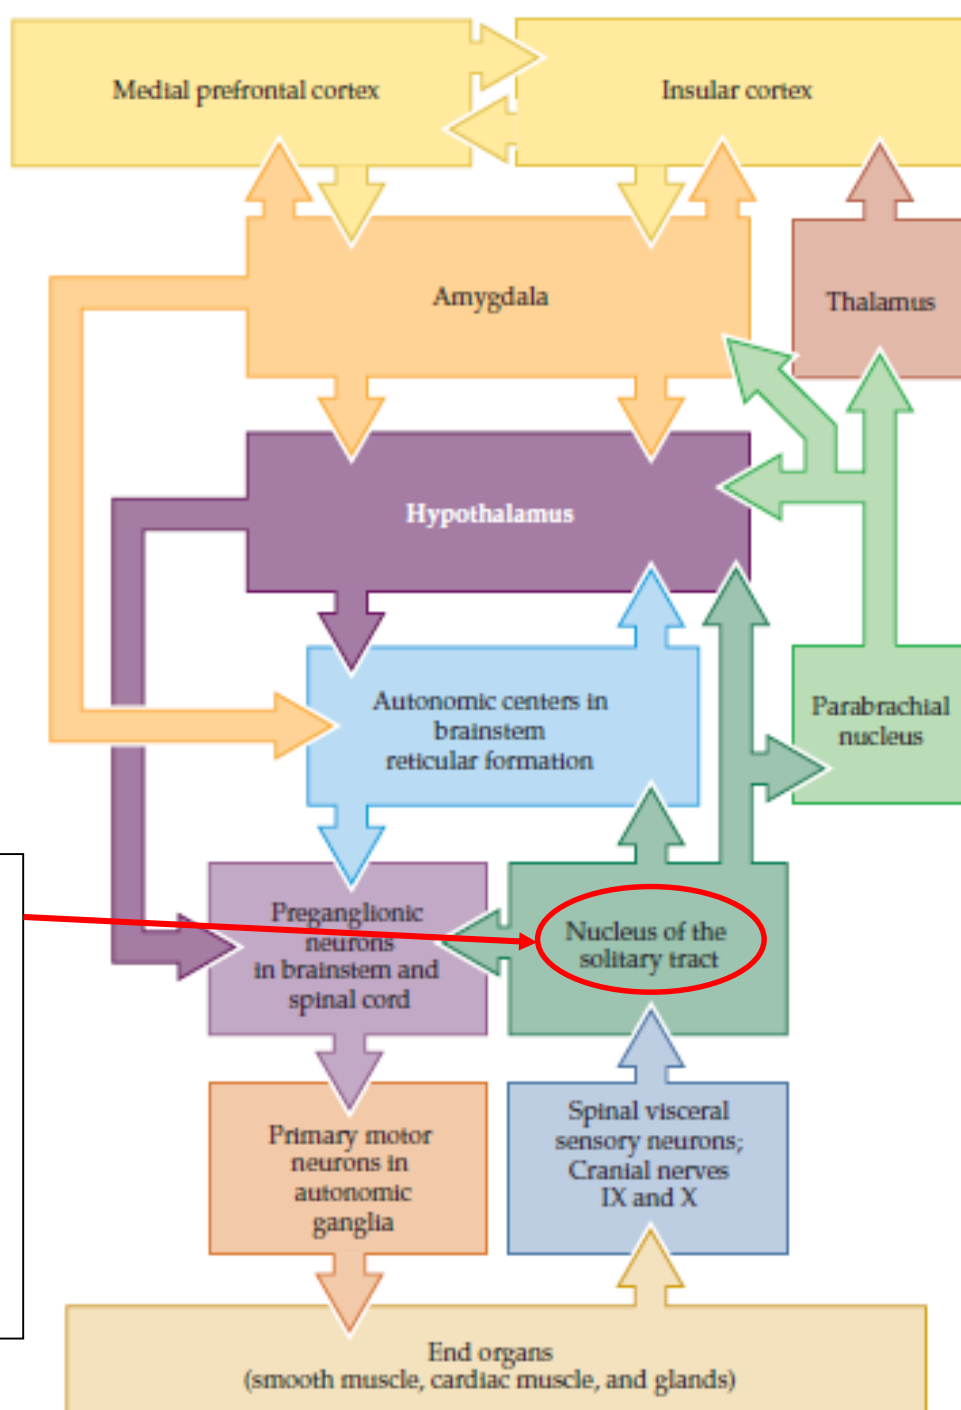 Medial prefrontal cortex
Insular cortex
Amygdala
Thalamus
Hypothalamus
Autonomic centers in
brainstem
reticular formation
Parabrachial
nucleus
Preganglionic
neurons
in brainstem and
spinal cord
Nucleus of the
solitary tract
Primary motor
neurons in
autonomic
ganglia
Spinal visceral
sensory neurons;
Cranial nerves
IX and X
End organs
(smooth muscle, cardiac muscle, and glands)